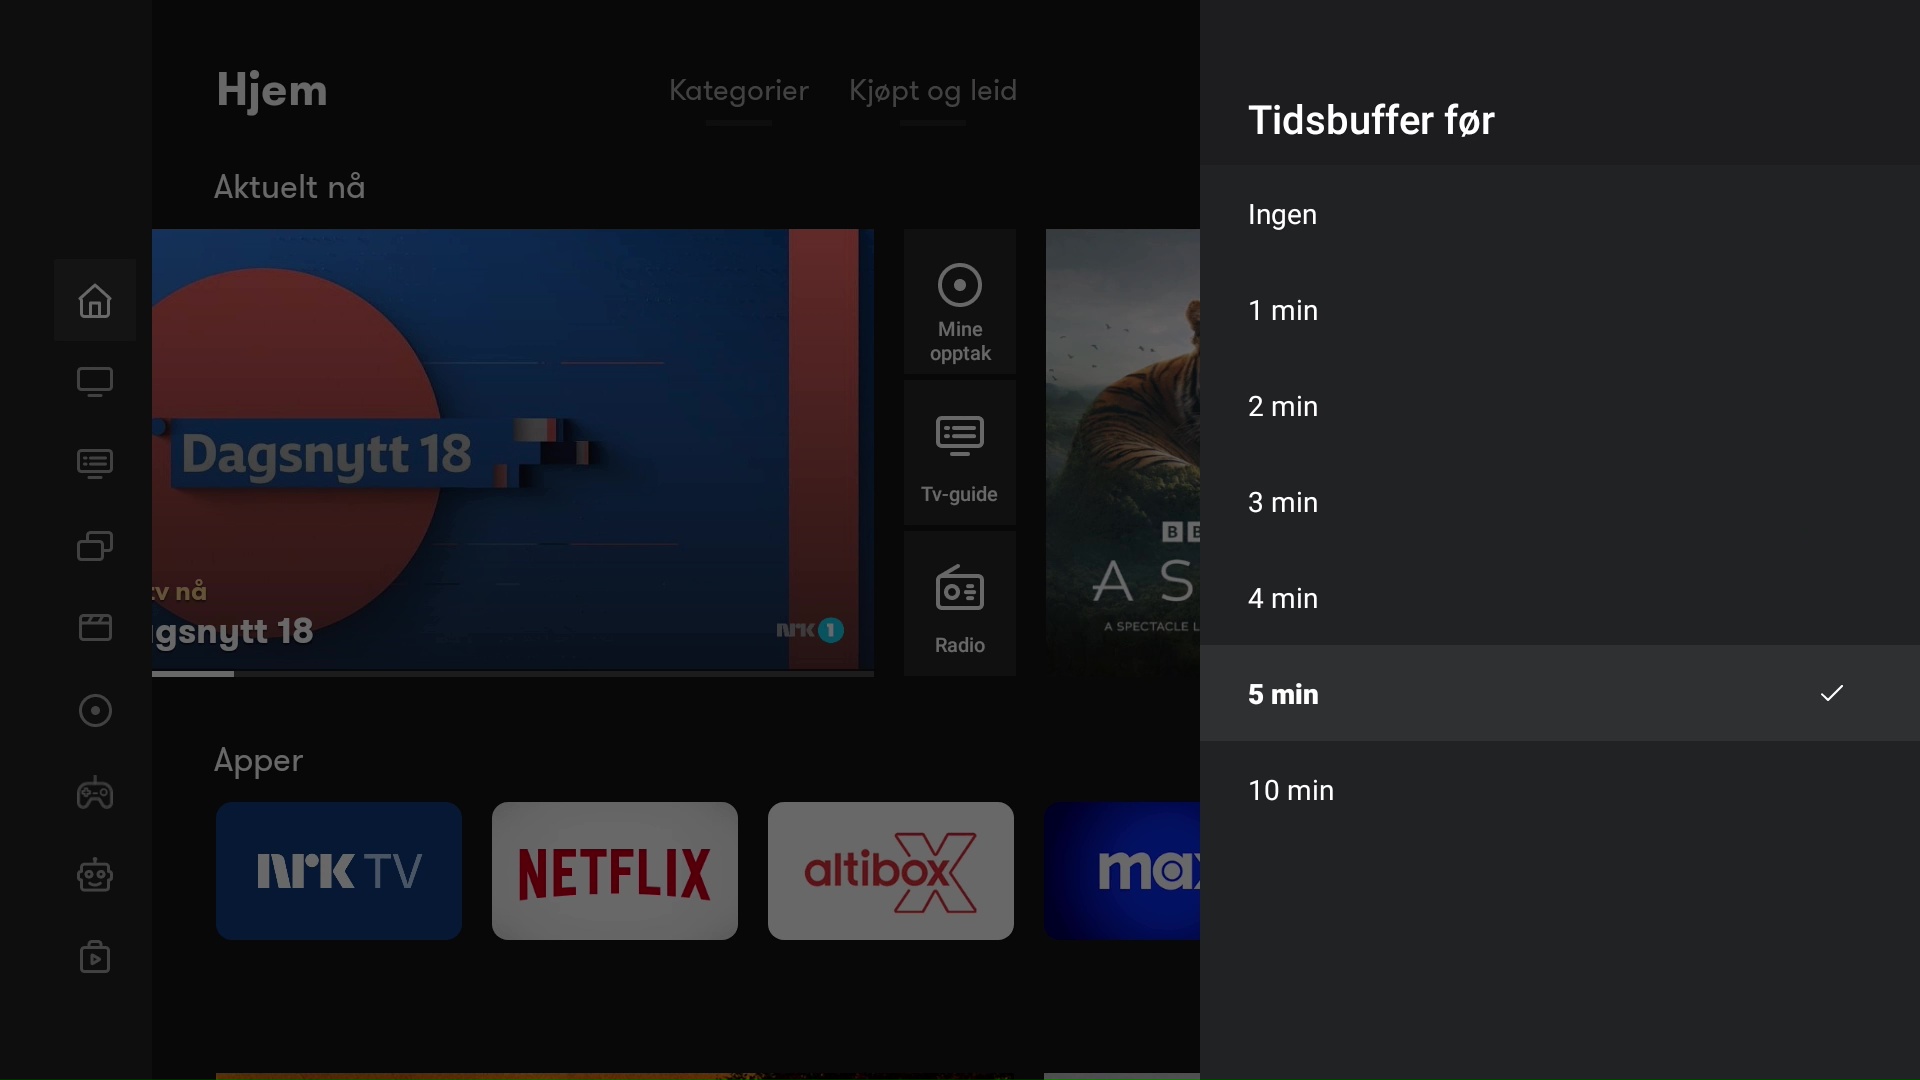 Hjem
Kategorier
Kjøpt og leid
Tidsbuffer før
Aktuelt nå
Ingen
1 min
2 min
3 min
4 min
5 min
10 min
Dagsnytt 18
tv nå
gsnytt 18
NRK 1
Mine
opptak
Tv-guide
Radio
A S
A SPECTACLE L
Apper
NRK TV
NETFLIX
altibox
max